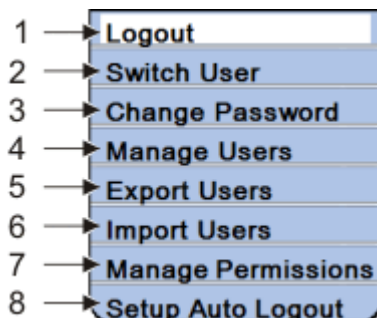 1 Logout
2 Switch User
3 Change Password
4 Manage Users
5 Export Users
6 Import Users
7 Manage Permissions
8 Setup Auto Logout